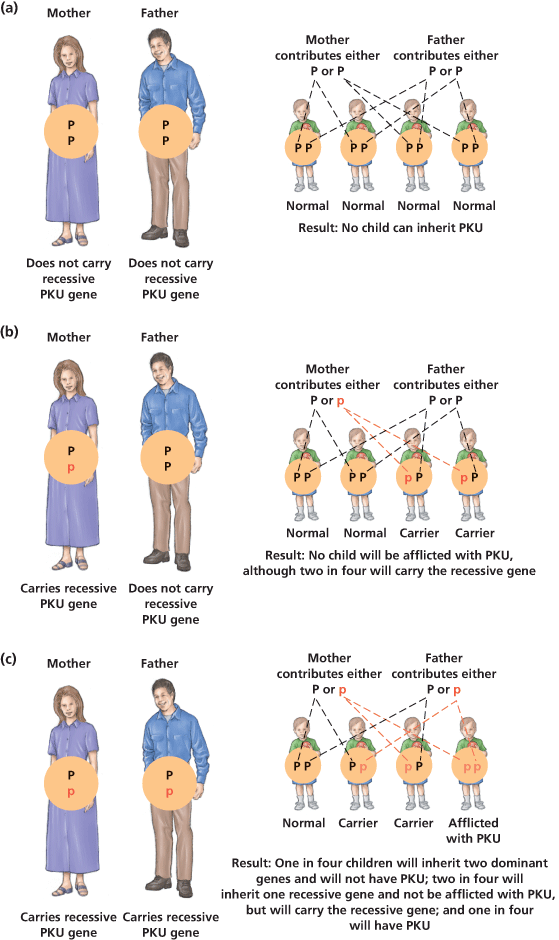 (a)
Mother
Father
P
P
P
P
Does not carry
recessive
PKU gene
Does not carry
recessive
PKU gene
Mother
contributes either
P or P
Father
contributes either
P or P
P P
P P
P P
P P
Normal
Normal
Normal
Normal
Result: No child can inherit PKU
(b)
Mother
Father
P
p
P
P
Carries recessive
PKU gene
Does not carry
recessive
PKU gene
Mother
contributes either
P or p
Father
contributes either
P or P
P P
P P
p P
p P
Normal
Normal
Carrier
Carrier
Result: No child will be afflicted with PKU,
although two in four will carry the recessive gene
(c)
Mother
Father
P
p
P
p
Carries recessive
PKU gene
Carries recessive
PKU gene
Mother
contributes either
P or p
Father
contributes either
P or p
P P
P p
p P
p p
Normal
Carrier
Carrier
Afflicted
with PKU
Result: One in four children will inherit two dominant
genes and will not have PKU; two in four will
inherit one recessive gene and not be afflicted with PKU,
but will carry the recessive gene; and one in four
will have PKU